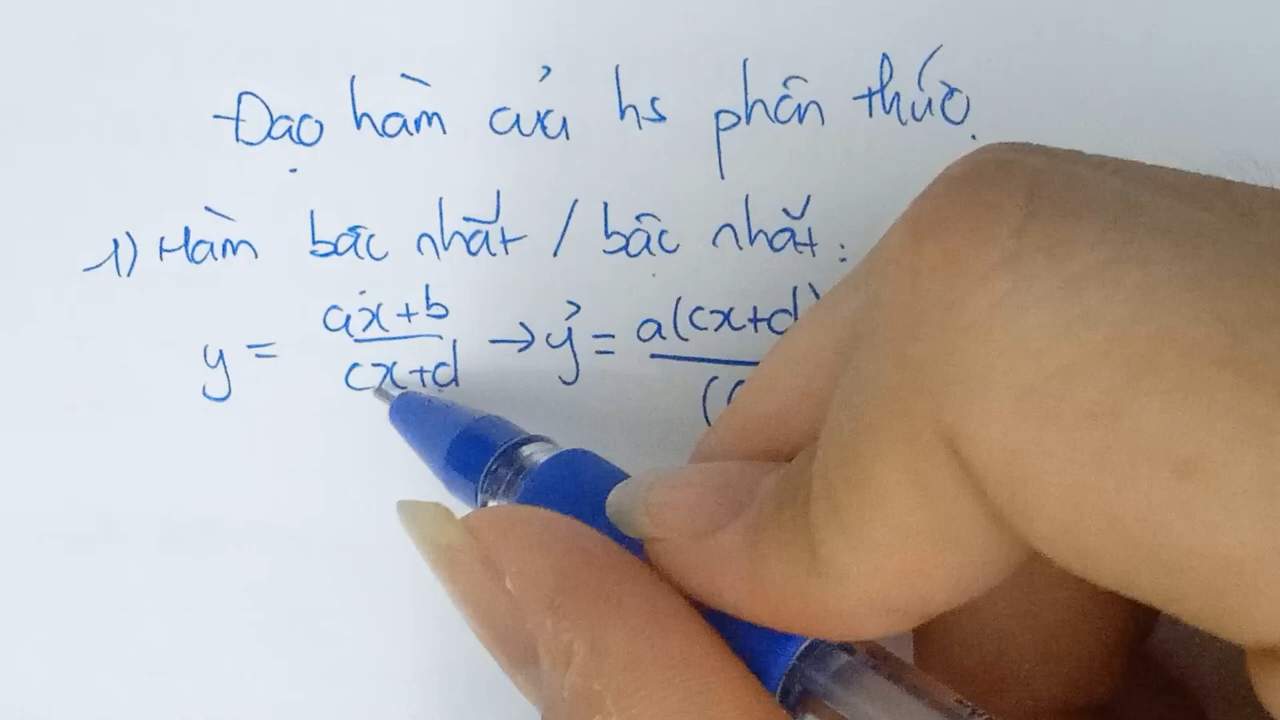 Đạo hàm của hs phân thức.
1) Hàm bậc nhất / bậc nhất:
y = ax+b / cx+d → y' = a(cx+d) / (c